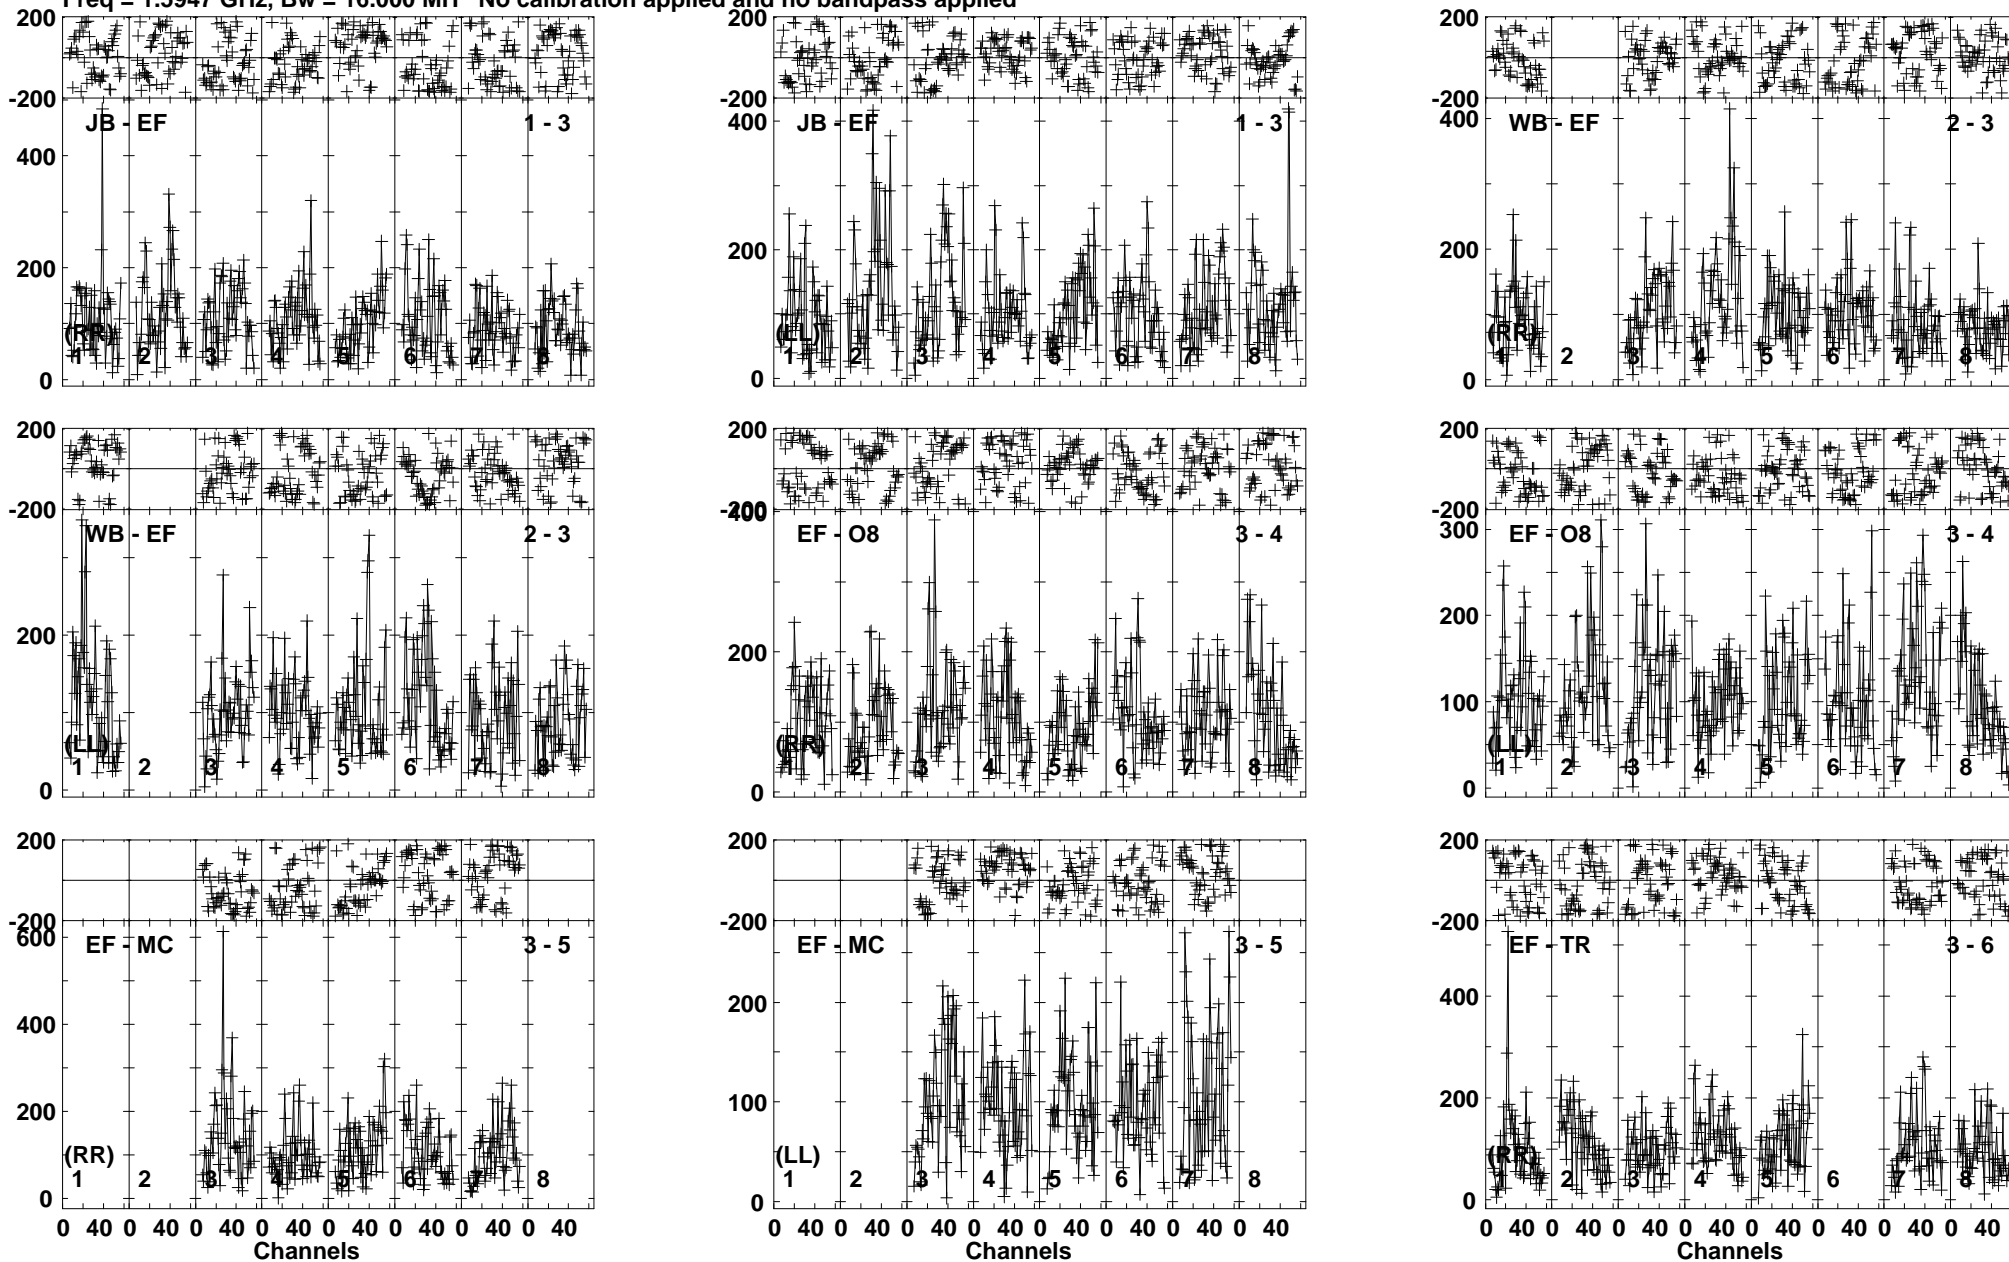 Freq = 1.5947 GHz, Bw = 16.000 MH No calibration applied and no bandpass applied
200 200 200
-200 -200 -200
JB - EF 1 - 3 JB - EF 1 - 3 WB - EF 2 - 3
400 400 400
200 200 200
(RR) (LL) (RR)
1 2 3 4 5 6 7 8 1 2 3 4 5 6 7 8 1 2 3 4 5 6 7 8
0 0 0
200 200 200
-200 -200 -200
400
WB - EF 2 - 3 EF - O8 3 - 4 EF - O8 3 - 4
300
200 200 200
100
(LL) (RR) (LL)
1 2 3 4 5 6 7 8 1 2 3 4 5 6 7 8 1 2 3 4 5 6 7 8
0 0 0
200 200 200
-200 -200 -200
600
EF - MC 3 - 5 EF - MC 3 - 5 EF - TR 3 - 6
400 200 400
200 100 200
(RR) (LL) (RR)
1 2 3 4 5 6 7 8 1 2 3 4 5 6 7 8 1 2 3 4 5 6 7 8
0 0 0
0 40 0 40 0 40 0 40 0 40 0 40 0 40 0 40 0 40 0 40 0 40 0 40 0 40 0 40 0 40 0 40 0 40 0 40 0 40 0 40 0 40 0 40 0 40 0 40
Channels Channels Channels